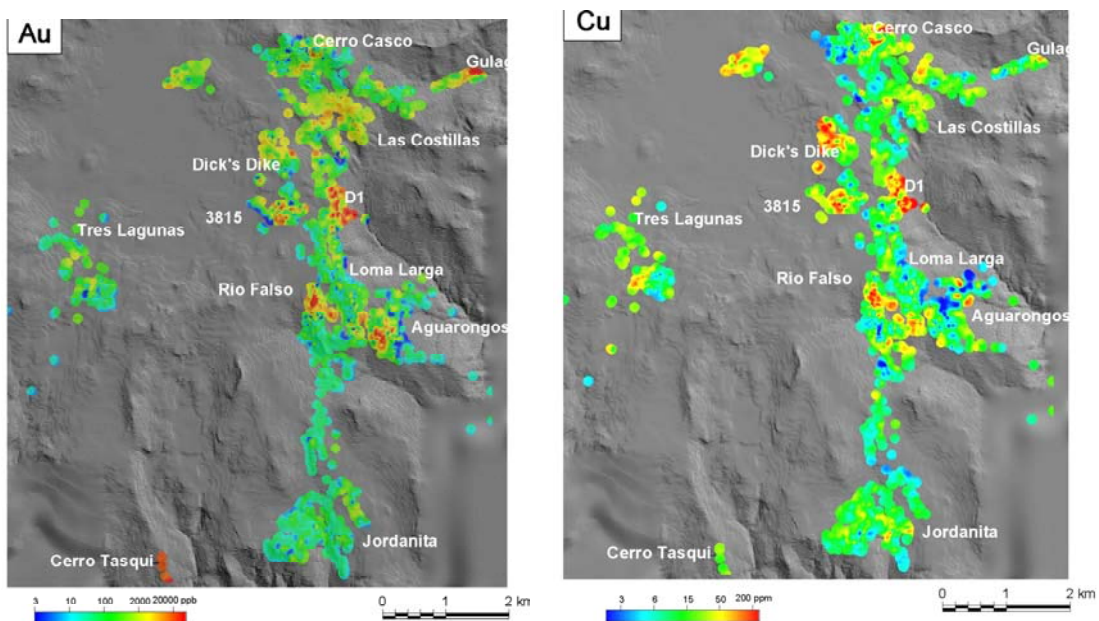 Au
Cerro Casco
Gulag
Las Costillas
Dick's Dike
D1
3815
Tres Lagunas
Loma Larga
Rio Falso
Aguarongos
Jordanita
Cerro Tasqui
3 10 100 2000 20000 ppb
0 1 2 km
Cu
Cerro Casco
Gulag
Las Costillas
Dick's Dike
D1
3815
Tres Lagunas
Loma Larga
Rio Falso
Aguarongos
Jordanita
Cerro Tasqui
3 6 15 50 200 ppm
0 1 2 km